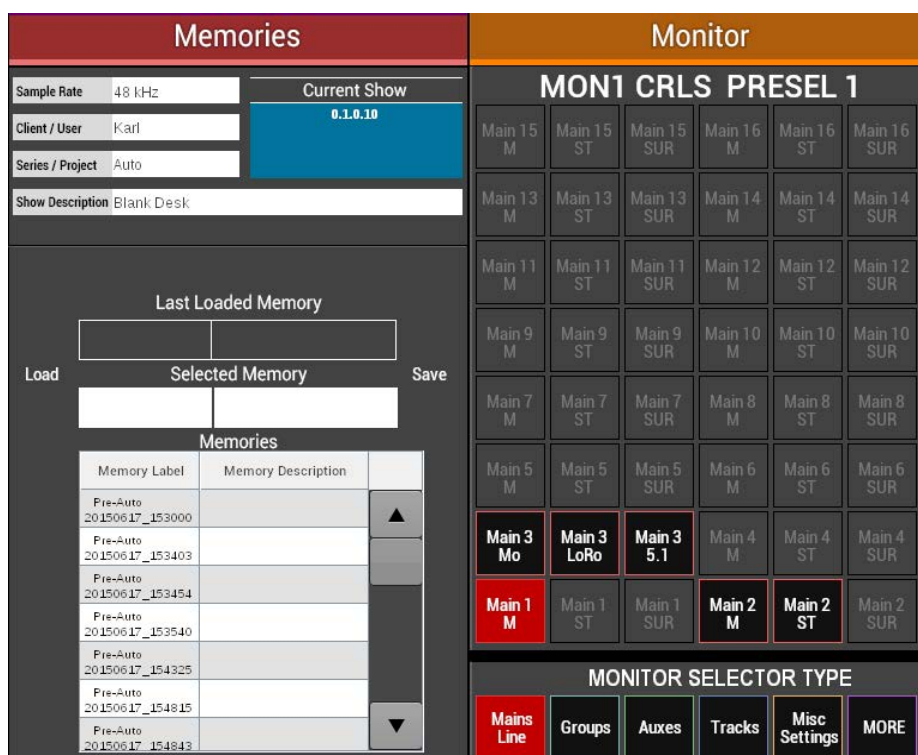 Memories
Sample Rate 48 kHz
Client / User Karl
Series / Project Auto
Current Show
0.1.0.10
Show Description Blank Desk
Last Loaded Memory
Load Selected Memory Save
Memories
Memory Label Memory Description
Pre-Auto
20150617_153000
Pre-Auto
20150617_153403
Pre-Auto
20150617_153454
Pre-Auto
20150617_153540
Pre-Auto
20150617_154325
Pre-Auto
20150617_154815
Pre-Auto
20150617_154843
Monitor
MON1 CRLS PRESEL 1
Main 15 Main 15 Main 15 Main 16 Main 16 Main 16
M ST SUR M ST SUR
Main 13 Main 13 Main 13 Main 14 Main 14 Main 14
M ST SUR M ST SUR
Main 11 Main 11 Main 11 Main 12 Main 12 Main 12
M ST SUR M ST SUR
Main 9 Main 9 Main 9 Main 10 Main 10 Main 10
M ST SUR M ST SUR
Main 7 Main 7 Main 7 Main 8 Main 8 Main 8
M ST SUR M ST SUR
Main 5 Main 5 Main 5 Main 6 Main 6 Main 6
M ST SUR M ST SUR
Main 3 Main 3 Main 3 Main 4 Main 4 Main 4
Mo LoRo 5.1 M ST SUR
Main 1 Main 1 Main 1 Main 2 Main 2 Main 2
M ST SUR M ST SUR
MONITOR SELECTOR TYPE
Mains Line
Groups
Auxes
Tracks
Misc Settings
MORE